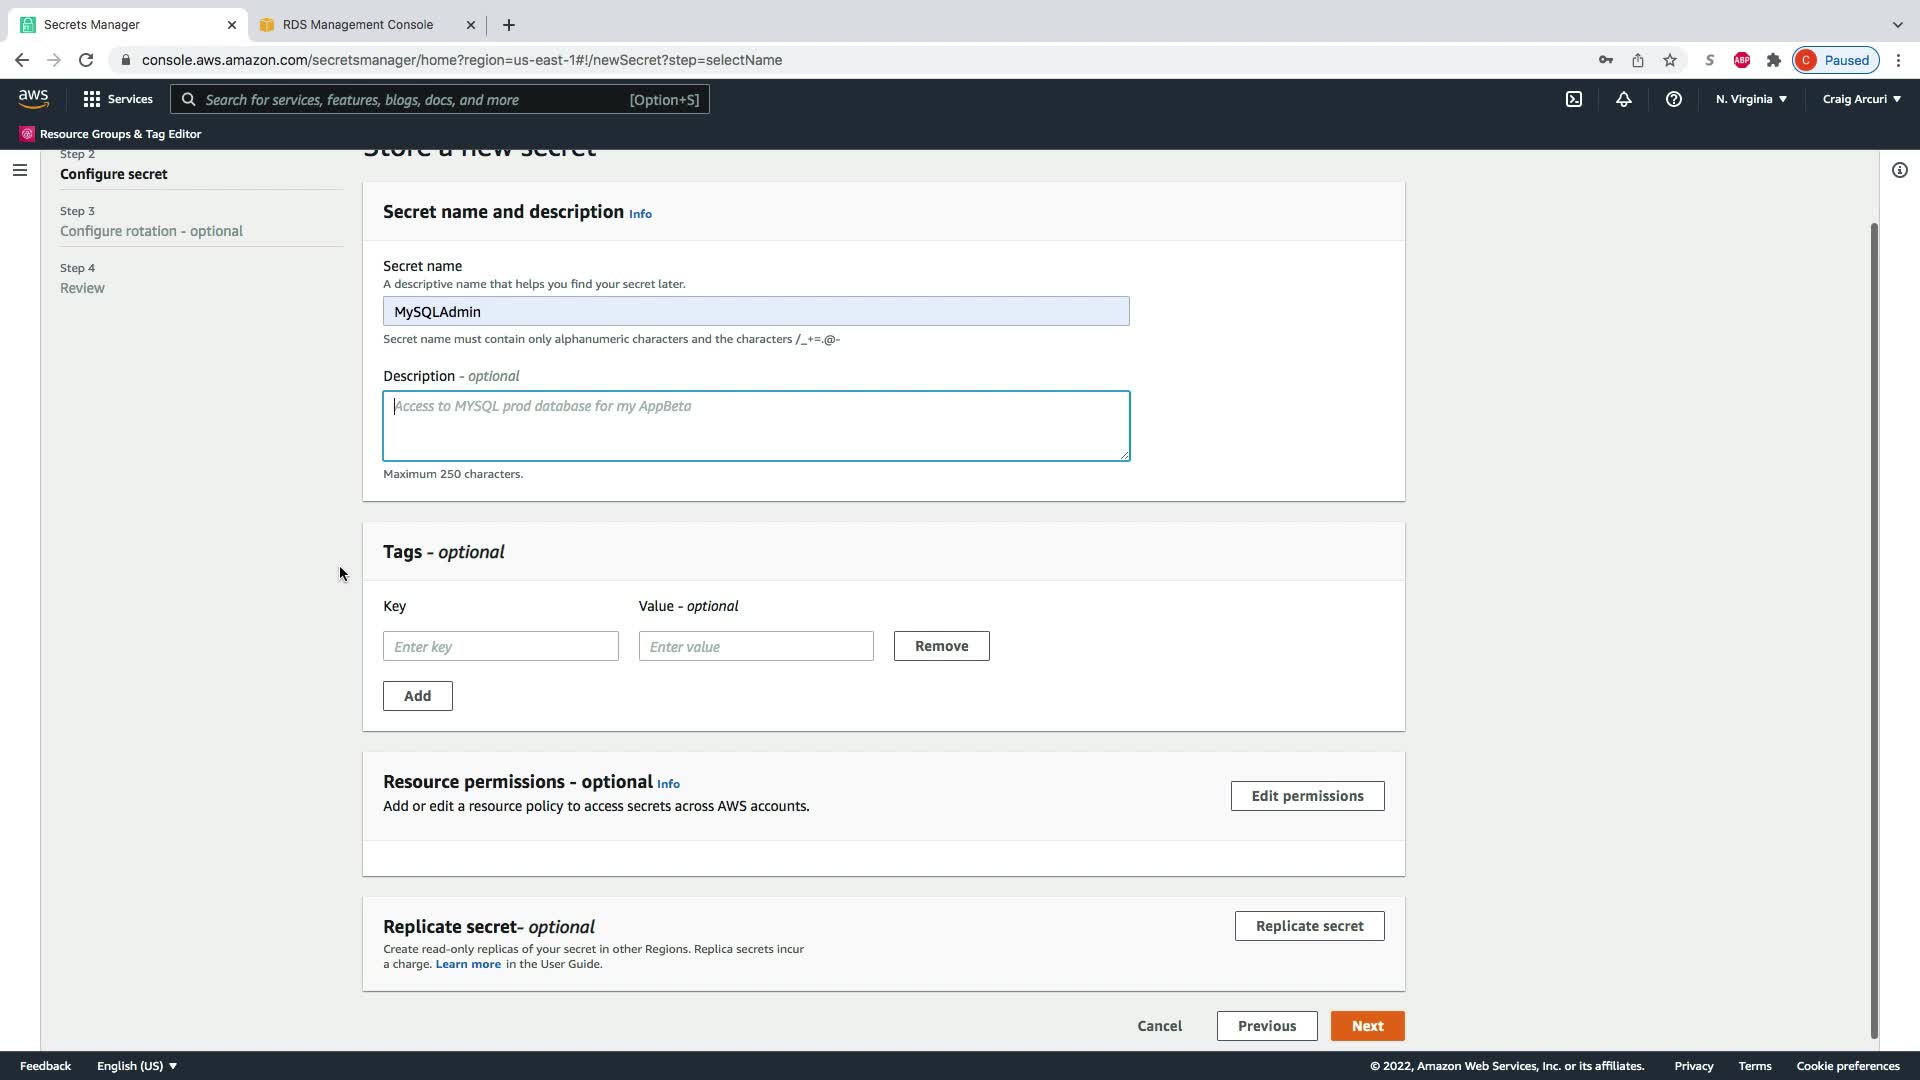 Secrets Manager
RDS Management Console
console.aws.amazon.com/secretsmanager/home?region=us-east-1#!/newSecret?step=selectName
S
ABP
C
Paused
aws
Services
Search for services, features, blogs, docs, and more
[Option+S]
N. Virginia
Craig Arcuri
Resource Groups & Tag Editor
Step 2
Configure secret
Step 3
Configure rotation - optional
Step 4
Review
Store a new secret
Secret name and description Info
Secret name
A descriptive name that helps you find your secret later.
MySQLAdmin
Secret name must contain only alphanumeric characters and the characters /_+=.@-
Description - optional
Access to MYSQL prod database for my AppBeta
Maximum 250 characters.
Tags - optional
Key
Value - optional
Enter key
Enter value
Remove
Add
Resource permissions - optional Info
Add or edit a resource policy to access secrets across AWS accounts.
Edit permissions
Replicate secret- optional
Create read-only replicas of your secret in other Regions. Replica secrets incur
a charge. Learn more in the User Guide.
Replicate secret
Cancel
Previous
Next
Feedback
English (US)
© 2022, Amazon Web Services, Inc. or its affiliates.
Privacy
Terms
Cookie preferences